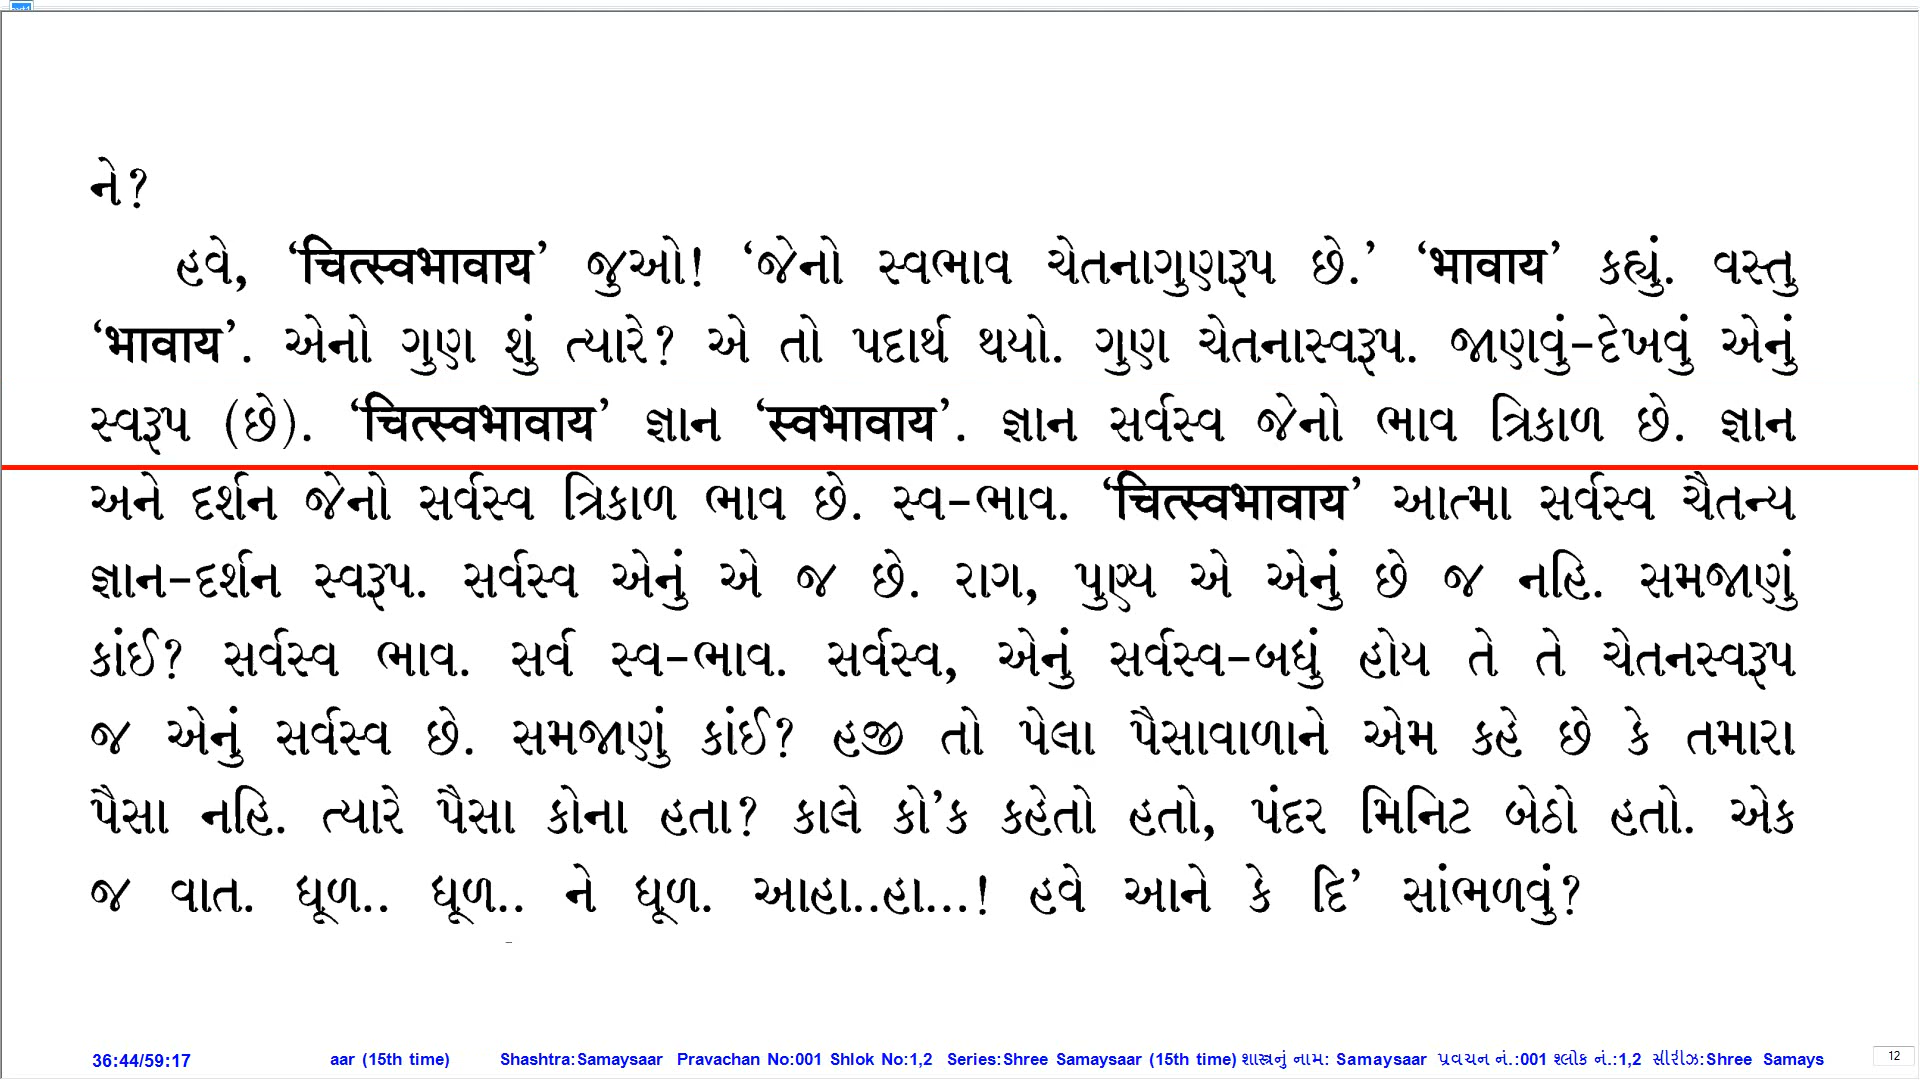 ને?
હવે, ‘चित्स्वभावाय’ જુઓ! ‘જેનો સ્વભાવ ચેતનાગુણરૂપ છે.’ ‘भावाय’ કહ્યું. વસ્તુ
‘भावाय’. એનો ગુણ શું ત્યારે? એ તો પદાર્થ થયો. ગુણ ચેતનાસ્વરૂપ. જાણવું-દેખવું એનું
સ્વરૂપ (છે). ‘चित्स्वभावाय’ જ્ઞાન ‘स्वभावाय’. જ્ઞાન સર્વસ્વ જેનો ભાવ ત્રિકાળ છે. જ્ઞાન
અને દર્શન જેનો સર્વસ્વ ત્રિકાળ ભાવ છે. સ્વ-ભાવ. ‘चित्स्वभावाय’ આત્મા સર્વસ્વ ચૈતન્ય
જ્ઞાન-દર્શન સ્વરૂપ. સર્વસ્વ એનું એ જ છે. રાગ, પુણ્ય એ એનું છે જ નહિ. સમજાણું
કાંઈ? સર્વસ્વ ભાવ. સર્વ સ્વ-ભાવ. સર્વસ્વ, એનું સર્વસ્વ-બધું હોય તે તે ચેતનસ્વરૂપ
જ એનું સર્વસ્વ છે. સમજાણું કાંઈ? હજી તો પેલા પૈસાવાળાને એમ કહે છે કે તમારા
પૈસા નહિ. ત્યારે પૈસા કોના હતા? કાલે કો’ક કહેતો હતો, પંદર મિનિટ બેઠો હતો. એક
જ વાત. ધૂળ.. ધૂળ.. ને ધૂળ. આહા..હા...! હવે આને કે દિ’ સાંભળવું?
36:44/59:17 aar (15th time) Shashtra:Samaysaar Pravachan No:001 Shlok No:1,2 Series:Shree Samaysaar (15th time) શાસ્ત્રનું નામ: Samaysaar પ્રવચન નં.:001 શ્લોક નં.:1,2 સીરીઝ:Shree Samays 12